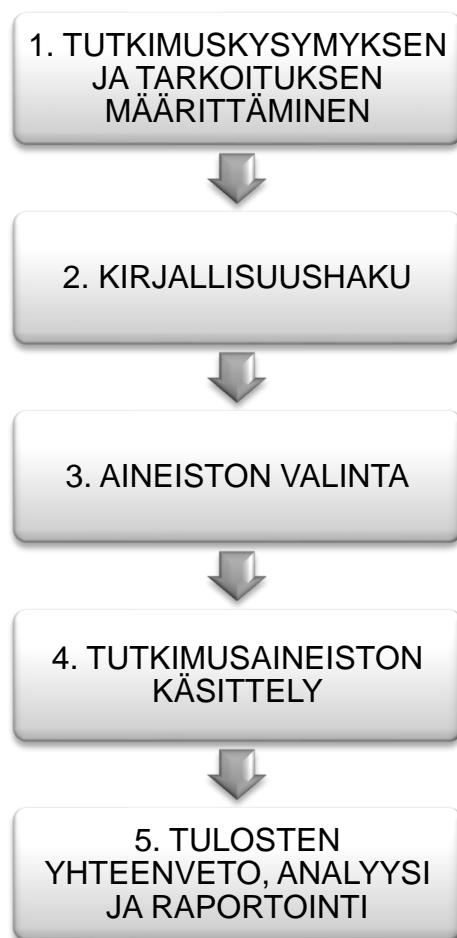 1. TUTKIMUSKYSYMYKSEN
JA TARKOITUKSEN
MÄÄRITTÄMINEN
2. KIRJALLISUUSHAKU
3. AINEISTON VALINTA
4. TUTKIMUSAINEISTON
KÄSITTELY
5. TULOSTEN
YHTEENVETO, ANALYYSI
JA RAPORTOINTI